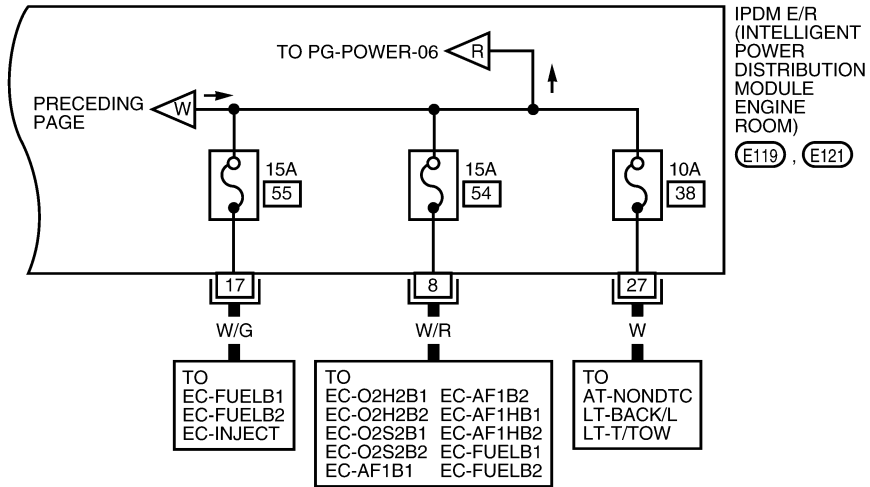 IPDM E/R
(INTELLIGENT
POWER
DISTRIBUTION
MODULE
ENGINE
ROOM)
E119 , E121
TO PG-POWER-06
R
PRECEDING
PAGE
W
15A
55
15A
54
10A
38
17
8
27
W/G
W/R
W
TO
EC-FUELB1
EC-FUELB2
EC-INJECT
TO
EC-O2H2B1 EC-AF1B2
EC-O2H2B2 EC-AF1HB1
EC-O2S2B1 EC-AF1HB2
EC-O2S2B2 EC-FUELB1
EC-AF1B1 EC-FUELB2
TO
AT-NONDTC
LT-BACK/L
LT-T/TOW